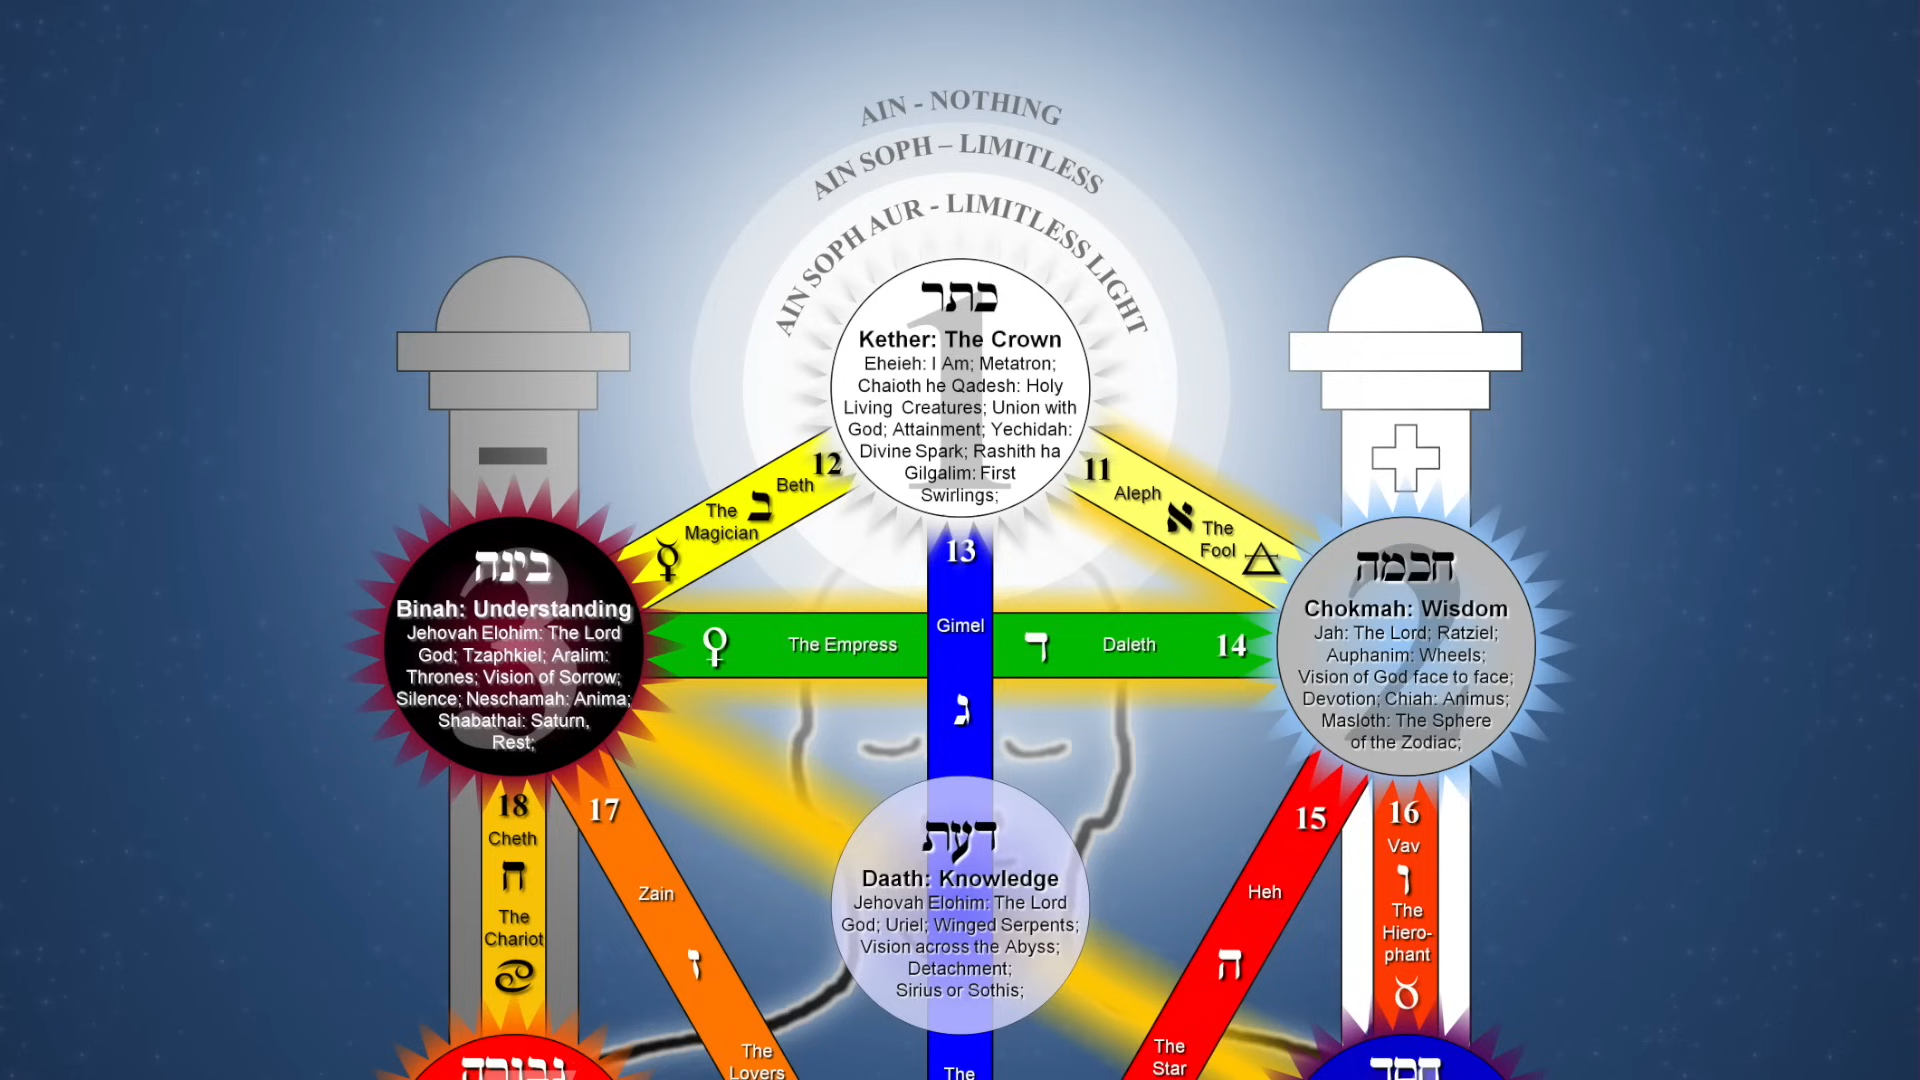 AIN - NOTHING
AIN SOPH – LIMITLESS
AIN SOPH AUR - LIMITLESS LIGHT
כתר
1
Kether: The Crown
Eheieh: I Am; Metatron;
Chaioth he Qadesh: Holy
Living Creatures; Union with
God; Attainment; Yechidah:
Divine Spark; Rashith ha
Gilgalim: First
Swirlings;
12
Beth
ב
The
Magician
☿
11
Aleph
א
The
Fool
13
Gimel
ג
The
בינה
3
Binah: Understanding
Jehovah Elohim: The Lord
God; Tzaphkiel; Aralim:
Thrones; Vision of Sorrow;
Silence; Neschamah: Anima;
Shabathai: Saturn,
Rest;
♀
The Empress
ד
Daleth
14
חכמה
2
Chokmah: Wisdom
Jah: The Lord; Ratziel;
Auphanim: Wheels;
Vision of God face to face;
Devotion; Chiah: Animus;
Masloth: The Sphere
of the Zodiac;
18
Cheth
ח
The
Chariot
♋
17
Zain
ז
The
Lovers
דעת
Daath: Knowledge
Jehovah Elohim: The Lord
God; Uriel; Winged Serpents;
Vision across the Abyss;
Detachment;
Sirius or Sothis;
15
Heh
ה
The
Star
16
Vav
ו
The
Hiero-
phant
♉
גבורה
חסד